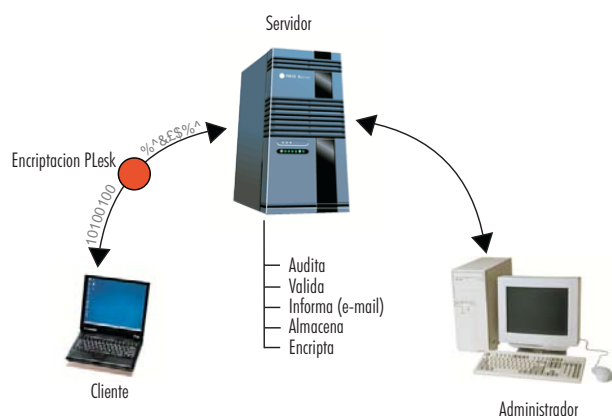 Servidor
%^&£$%^
Encriptacion PLesk
10100100
Audita
Valida
Informa (e-mail)
Almacena
Encripta
Cliente
Administrador